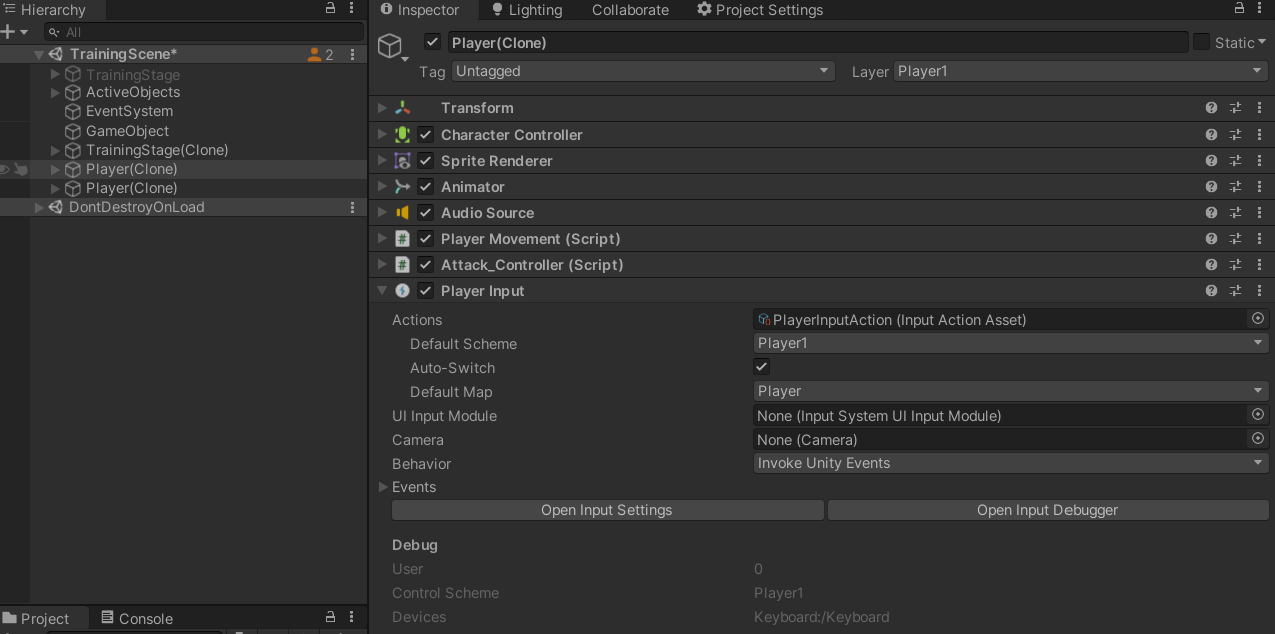 Hierarchy
All
TrainingScene*
2
TrainingStage
ActiveObjects
EventSystem
GameObject
TrainingStage(Clone)
Player(Clone)
Player(Clone)
DontDestroyOnLoad
Project
Console
Inspector
Lighting
Collaborate
Project Settings
Player(Clone)
Static
Tag Untagged
Layer Player1
Transform
Character Controller
Sprite Renderer
Animator
Audio Source
Player Movement (Script)
Attack_Controller (Script)
Player Input
Actions PlayerInputAction (Input Action Asset)
Default Scheme Player1
Auto-Switch
Default Map Player
UI Input Module None (Input System UI Input Module)
Camera None (Camera)
Behavior Invoke Unity Events
Events
Open Input Settings Open Input Debugger
Debug
User 0
Control Scheme Player1
Devices Keyboard:/Keyboard